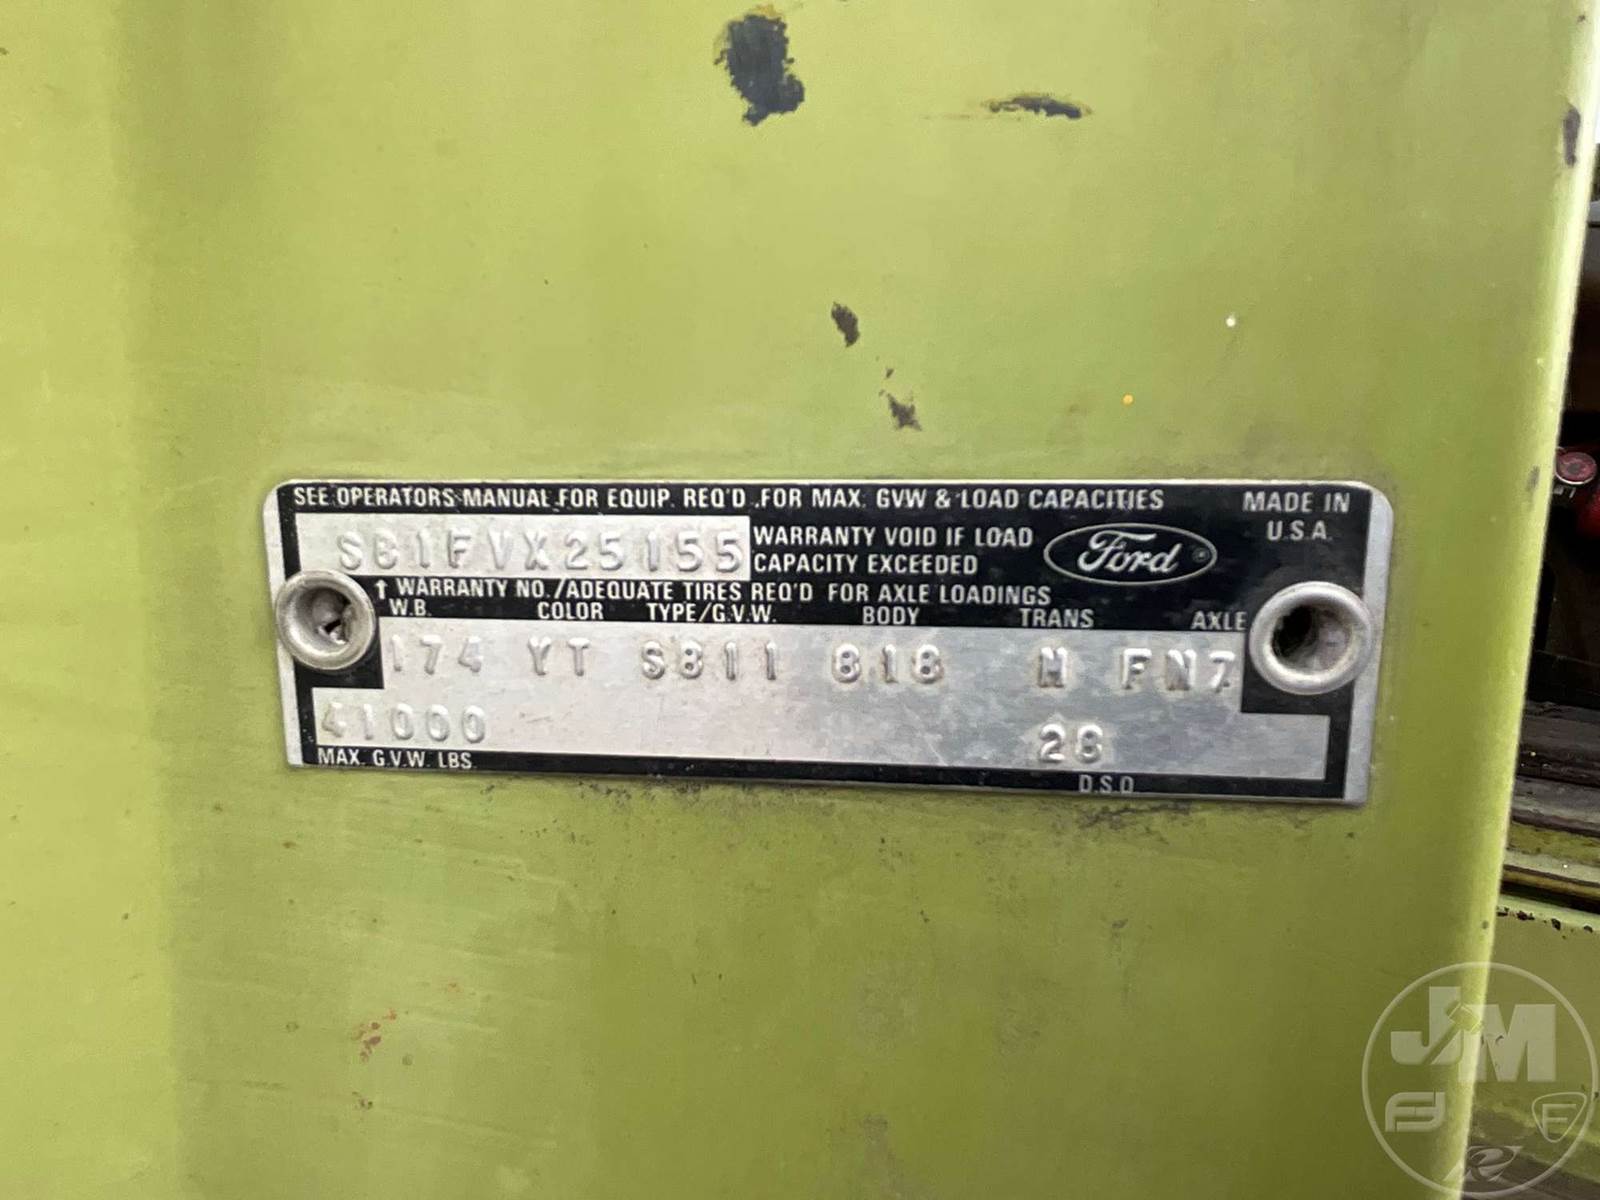 SEE OPERATORS MANUAL FOR EQUIP. REQ'D. FOR MAX. GVW & LOAD CAPACITIES
MADE IN
U.S.A.
S81FVX25155
WARRANTY VOID IF LOAD
CAPACITY EXCEEDED
Ford ®
↑ WARRANTY NO./ADEQUATE TIRES REQ'D FOR AXLE LOADINGS
W.B. COLOR TYPE/G.V.W. BODY TRANS AXLE
174 YT S811 818 M FN7
41000 28
MAX. G.V.W. LBS. D.S.O.
JM